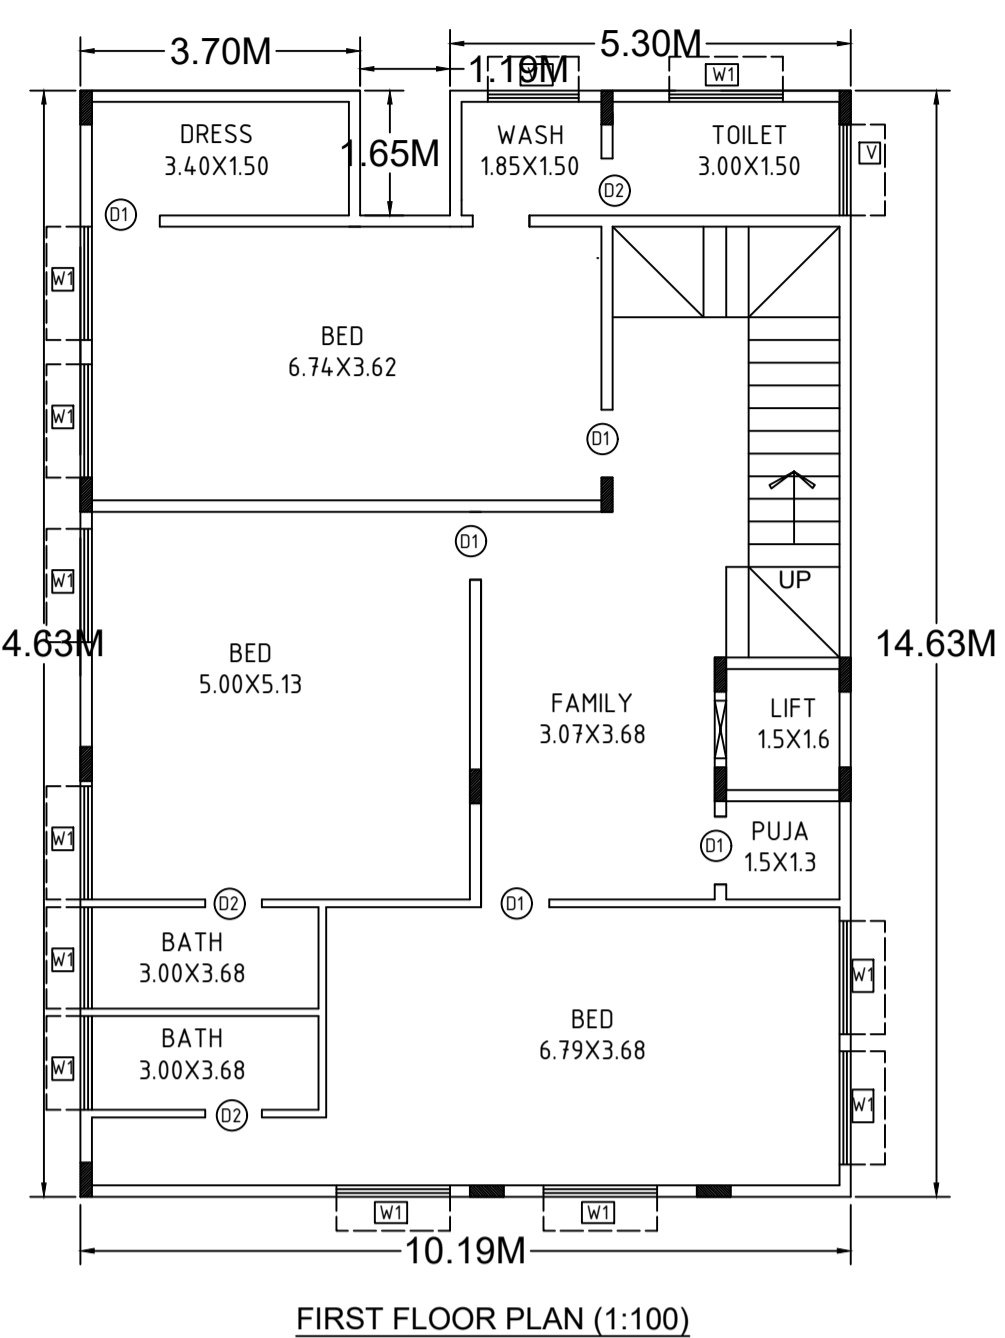 3.70M
5.30M
1.19M
W1
1.65M
DRESS
3.40X1.50
WASH
1.85X1.50
TOILET
3.00X1.50
V
D2
D1
W1
BED
6.74X3.62
W1
D1
D1
W1
UP
4.63M
14.63M
BED
5.00X5.13
FAMILY
3.07X3.68
LIFT
1.5X1.6
W1
D1
PUJA
1.5X1.3
D2
D1
BATH
3.00X3.68
W1
W1
BED
6.79X3.68
BATH
3.00X3.68
W1
W1
D2
W1
W1
10.19M
FIRST FLOOR PLAN (1:100)